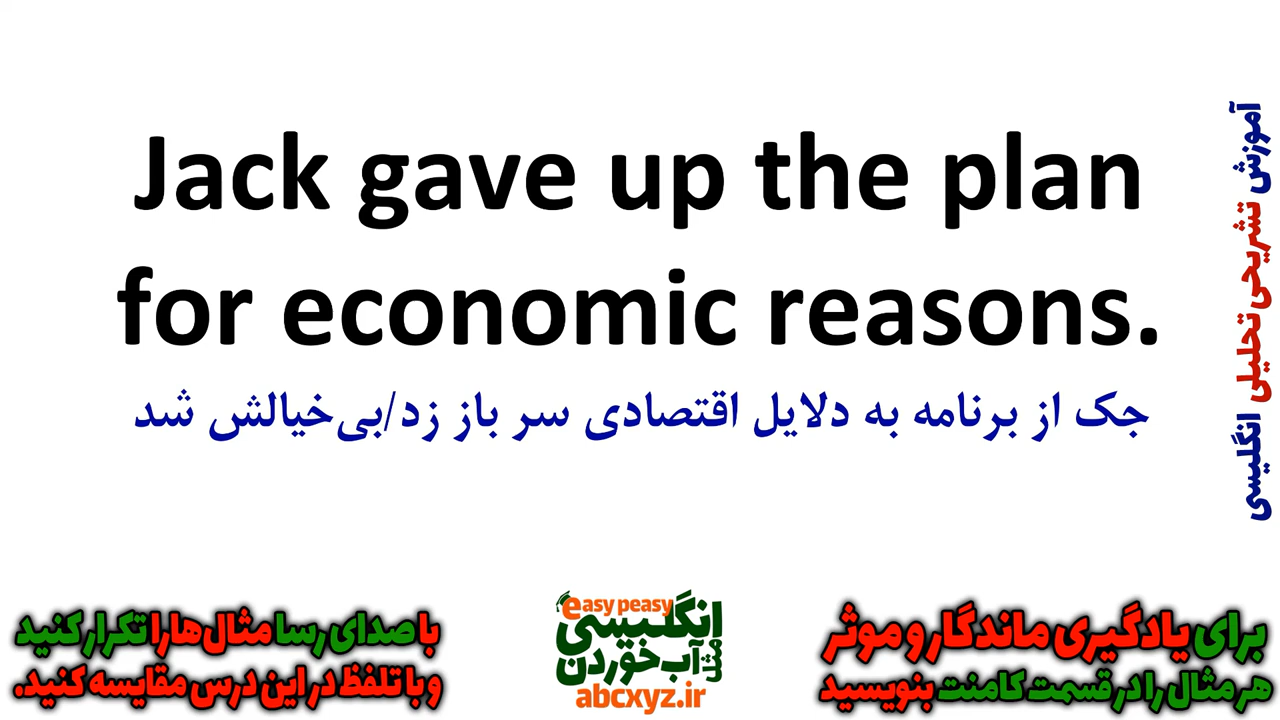 Jack gave up the plan
for economic reasons.
جک از برنامه به دلایل اقتصادی سر باز زد/بی‌خیالش شد
آموزش تشریحی تحلیلی انگلیسی
برای یادگیری ماندگار و موثر
هر مثال را در قسمت کامنت بنویسید
easy peasy
انگلیسی
مثل آب خوردن
abcxyz.ir
با صدای رسا مثال‌ها را تکرار کنید
و با تلفظ در این درس مقایسه کنید.